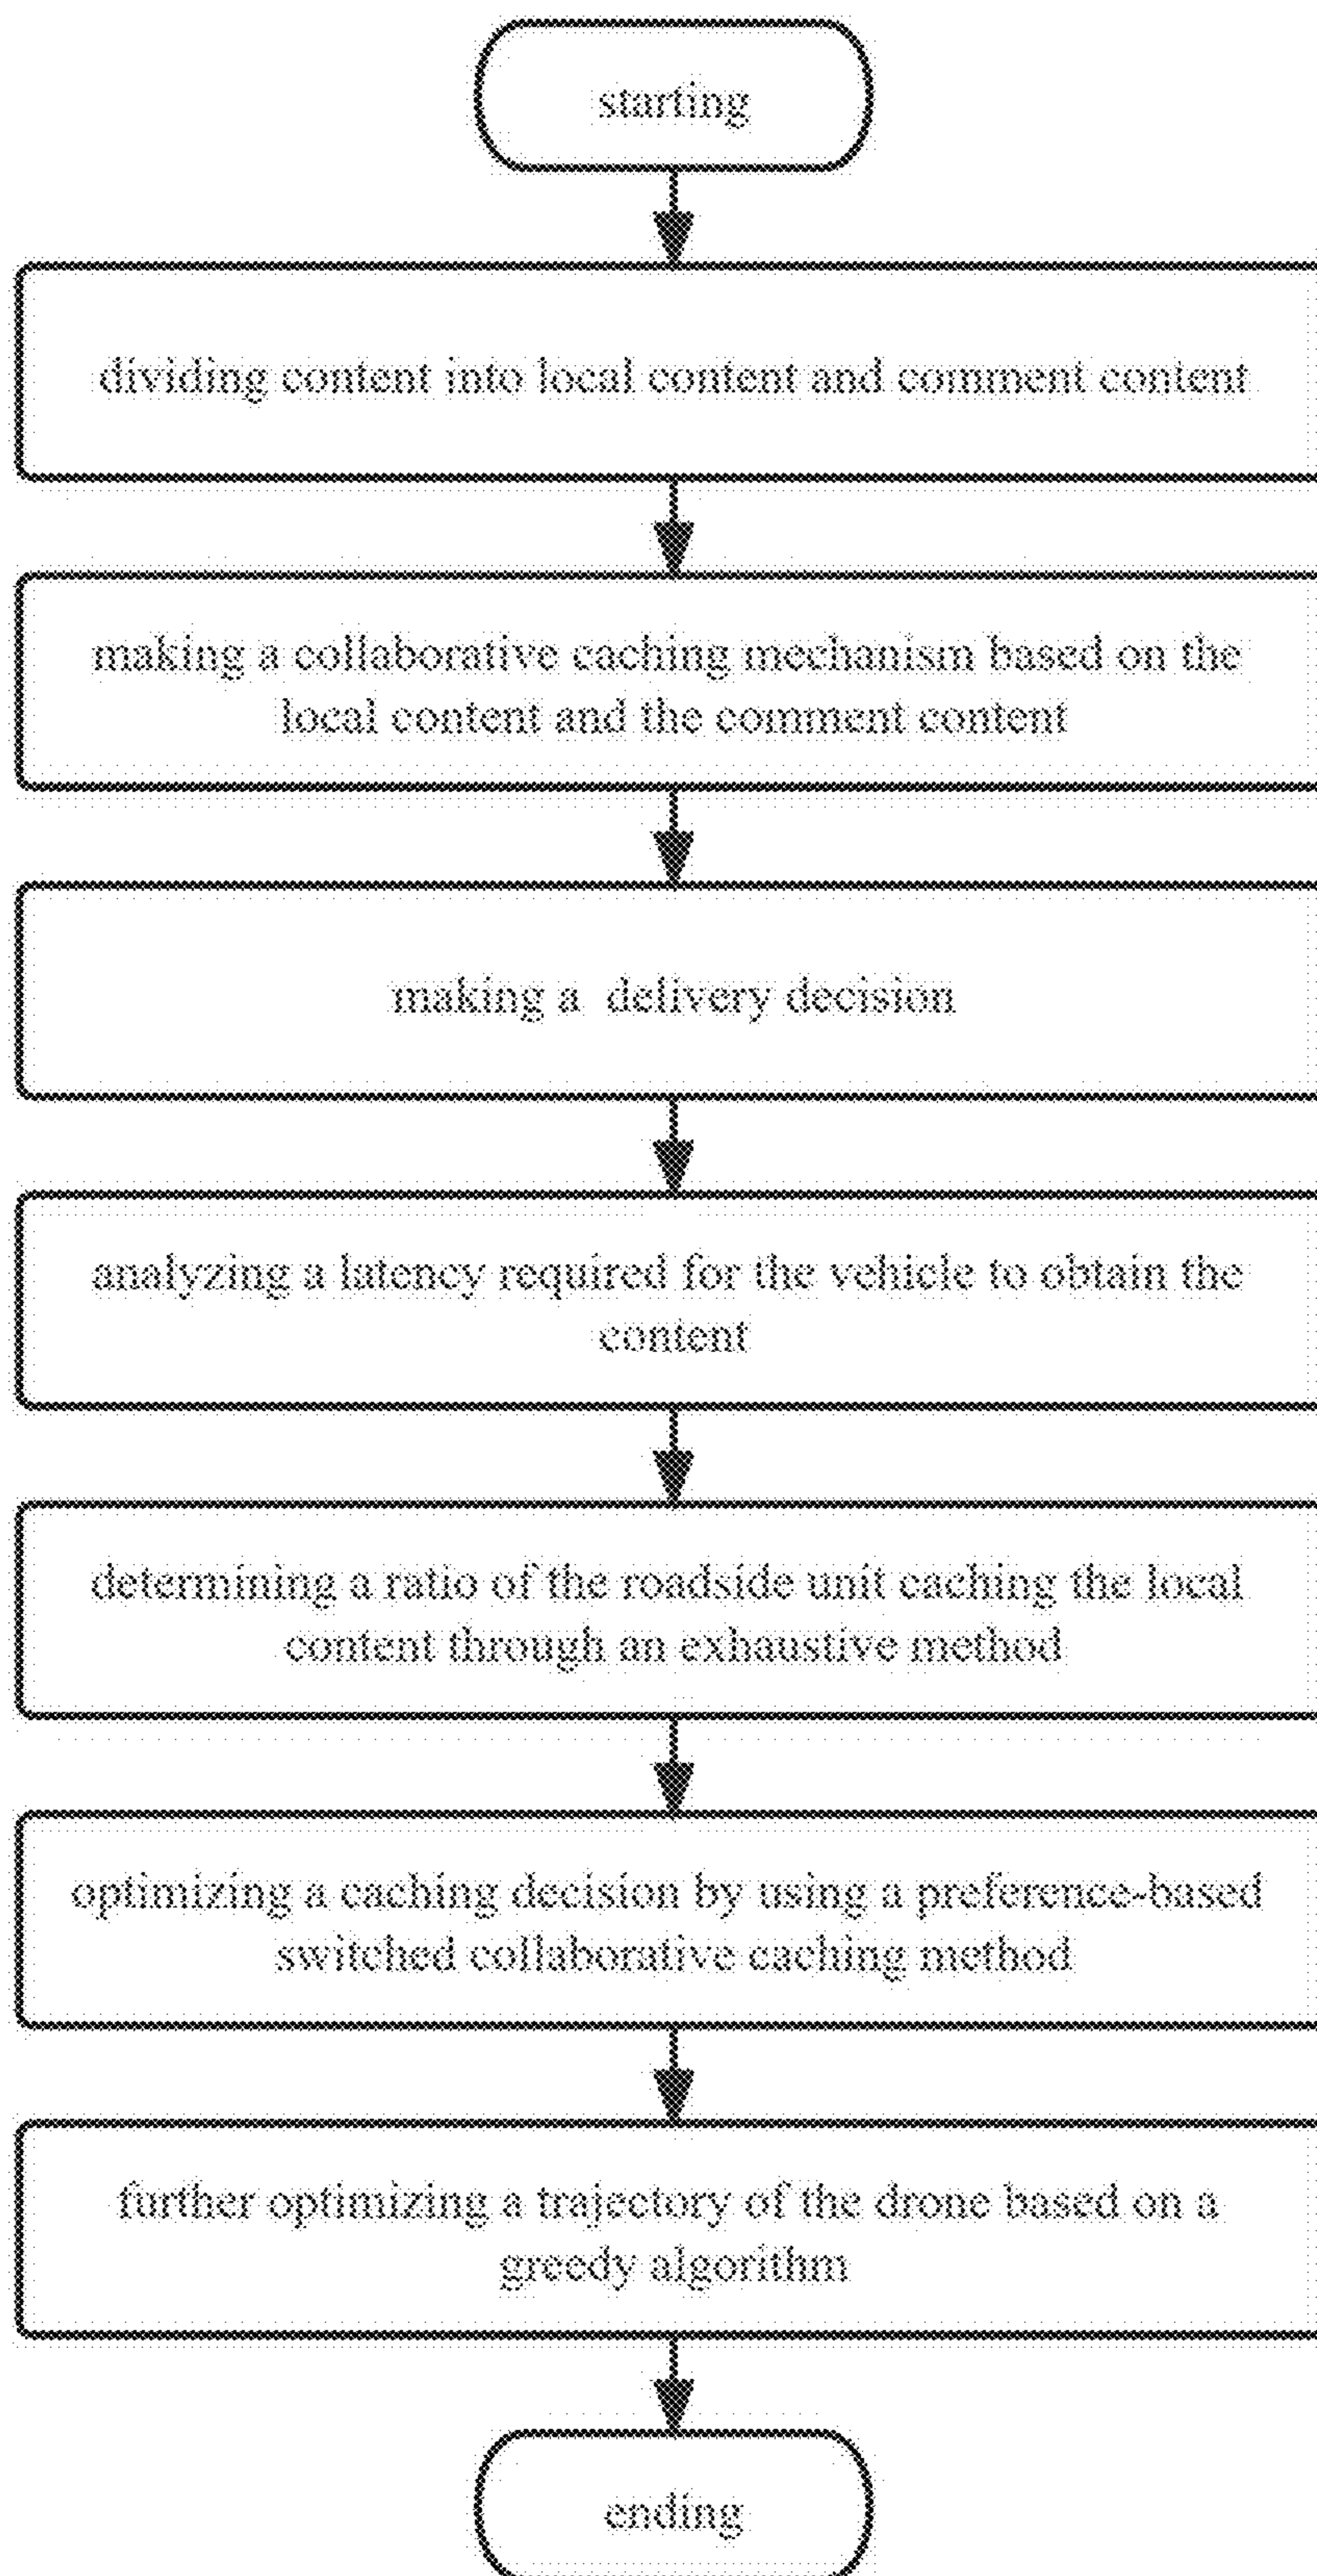 starting
dividing content into local content and comment content
making a collaborative caching mechanism based on the
local content and the comment content
making a delivery decision
analyzing a latency required for the vehicle to obtain the
content
determining a ratio of the roadside unit caching the local
content through an exhaustive method
optimizing a caching decision by using a preference-based
switched collaborative caching method
further optimizing a trajectory of the drone based on a
greedy algorithm
ending